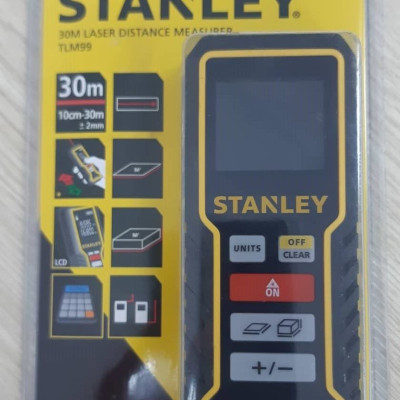 STANLEY®
30M LASER DISTANCE MEASURER
TLM99
30m
10cm-30m
± 2mm
LCD
STANLEY
UNITS
OFF
CLEAR
ON
+/−